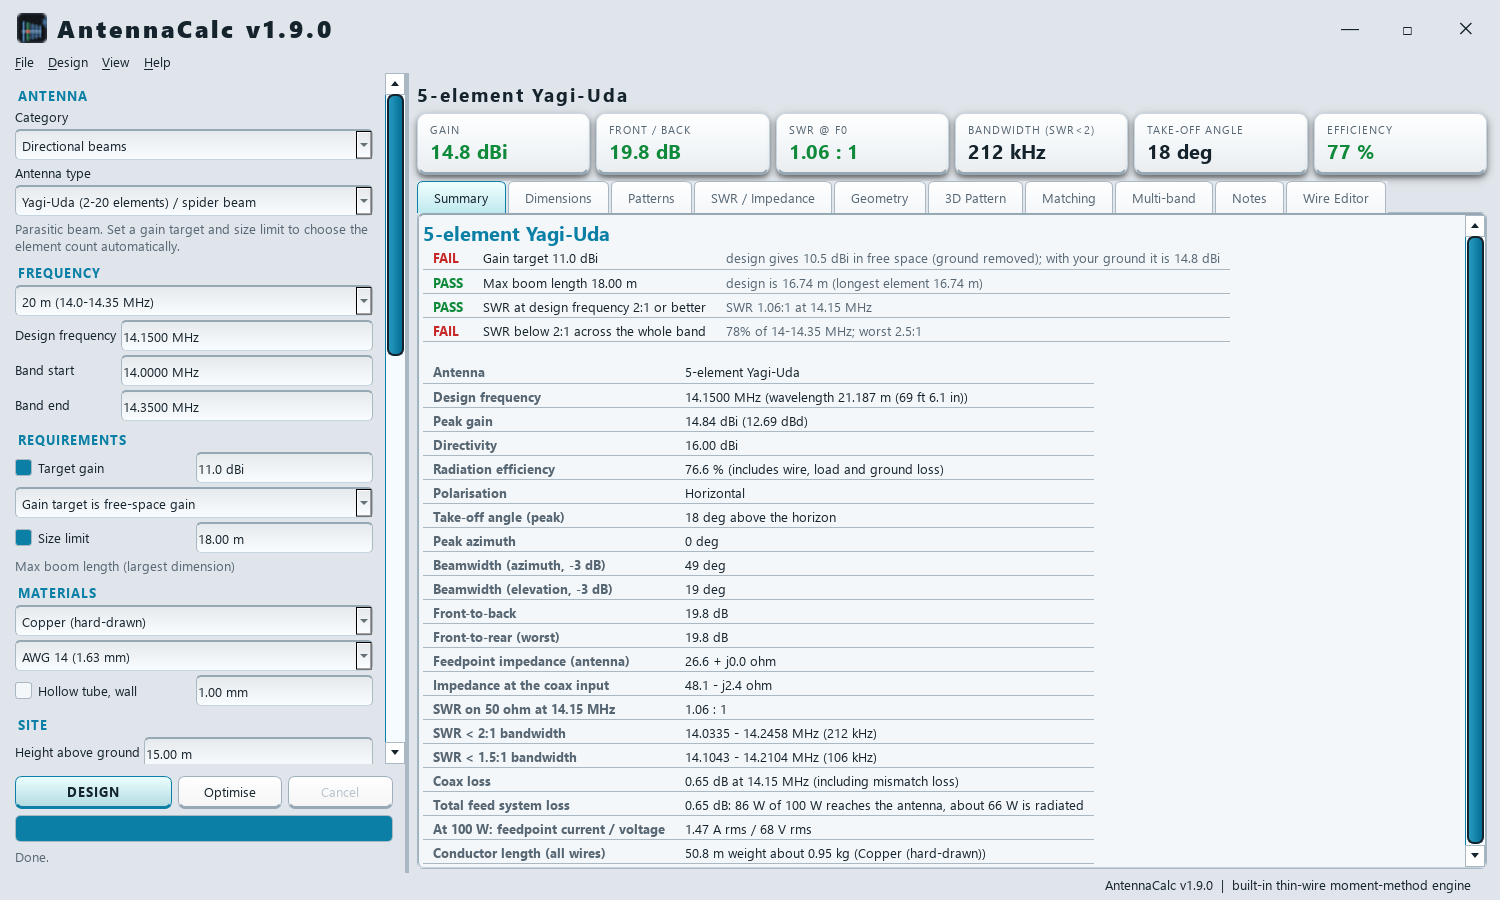 AntennaCalc v1.9.0
File Design View Help
ANTENNA
Category
Directional beams
Antenna type
Yagi-Uda (2-20 elements) / spider beam
Parasitic beam. Set a gain target and size limit to choose the
element count automatically.
FREQUENCY
20 m (14.0-14.35 MHz)
Design frequency 14.1500 MHz
Band start 14.0000 MHz
Band end 14.3500 MHz
REQUIREMENTS
Target gain 11.0 dBi
Gain target is free-space gain
Size limit 18.00 m
Max boom length (largest dimension)
MATERIALS
Copper (hard-drawn)
AWG 14 (1.63 mm)
Hollow tube, wall 1.00 mm
SITE
Height above ground 15.00 m
DESIGN Optimise Cancel
Done.
5-element Yagi-Uda
GAIN
14.8 dBi
FRONT / BACK
19.8 dB
SWR @ F0
1.06 : 1
BANDWIDTH (SWR<2)
212 kHz
TAKE-OFF ANGLE
18 deg
EFFICIENCY
77 %
Summary Dimensions Patterns SWR / Impedance Geometry 3D Pattern Matching Multi-band Notes Wire Editor
5-element Yagi-Uda
FAIL Gain target 11.0 dBi design gives 10.5 dBi in free space (ground removed); with your ground it is 14.8 dBi
PASS Max boom length 18.00 m design is 16.74 m (longest element 16.74 m)
PASS SWR at design frequency 2:1 or better SWR 1.06:1 at 14.15 MHz
FAIL SWR below 2:1 across the whole band 78% of 14-14.35 MHz; worst 2.5:1
Antenna 5-element Yagi-Uda
Design frequency 14.1500 MHz (wavelength 21.187 m (69 ft 6.1 in))
Peak gain 14.84 dBi (12.69 dBd)
Directivity 16.00 dBi
Radiation efficiency 76.6 % (includes wire, load and ground loss)
Polarisation Horizontal
Take-off angle (peak) 18 deg above the horizon
Peak azimuth 0 deg
Beamwidth (azimuth, -3 dB) 49 deg
Beamwidth (elevation, -3 dB) 19 deg
Front-to-back 19.8 dB
Front-to-rear (worst) 19.8 dB
Feedpoint impedance (antenna) 26.6 + j0.0 ohm
Impedance at the coax input 48.1 - j2.4 ohm
SWR on 50 ohm at 14.15 MHz 1.06 : 1
SWR < 2:1 bandwidth 14.0335 - 14.2458 MHz (212 kHz)
SWR < 1.5:1 bandwidth 14.1043 - 14.2104 MHz (106 kHz)
Coax loss 0.65 dB at 14.15 MHz (including mismatch loss)
Total feed system loss 0.65 dB: 86 W of 100 W reaches the antenna, about 66 W is radiated
At 100 W: feedpoint current / voltage 1.47 A rms / 68 V rms
Conductor length (all wires) 50.8 m weight about 0.95 kg (Copper (hard-drawn))
AntennaCalc v1.9.0 | built-in thin-wire moment-method engine